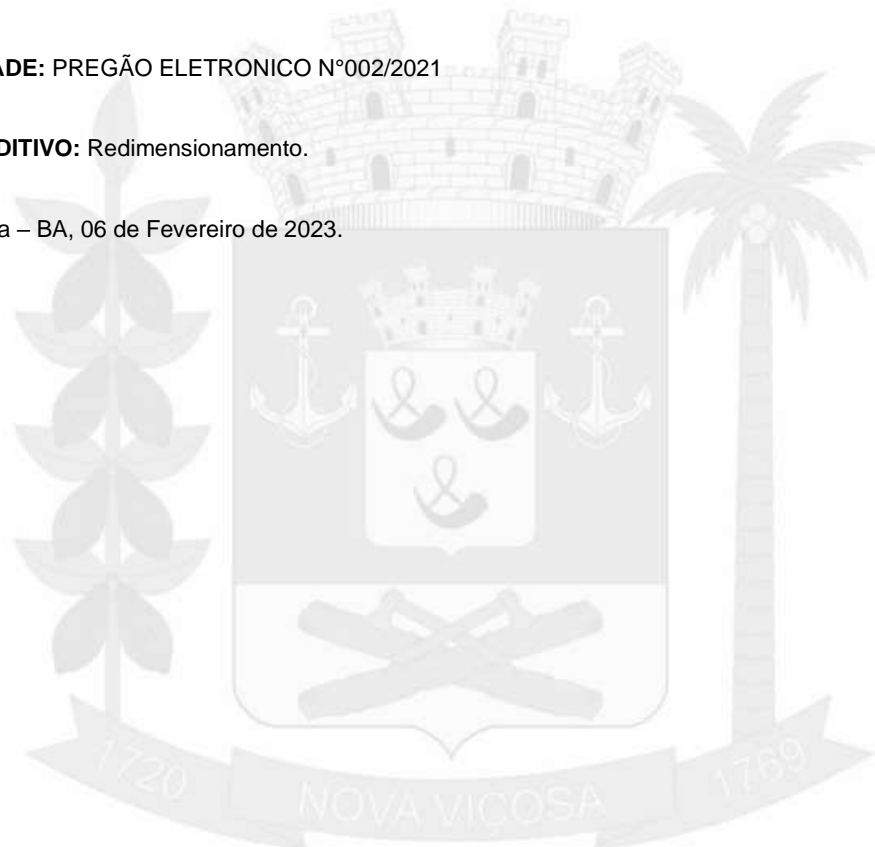 ADE: PREGÃO ELETRONICO N°002/2021
DITIVO: Redimensionamento.
a – BA, 06 de Fevereiro de 2023.
1720 NOVA VIÇOSA 1769